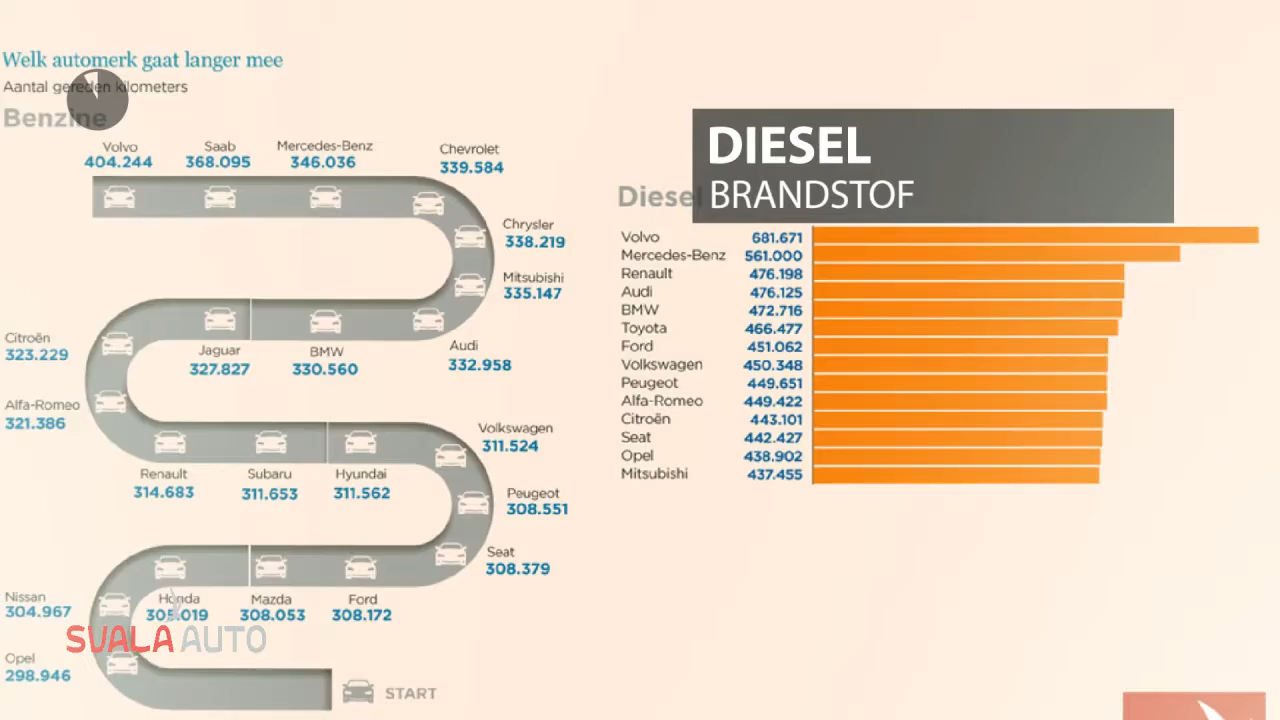 Welk automerk gaat langer mee
Aantal gereden kilometers
Benzine
Volvo
404.244
Saab
368.095
Mercedes-Benz
346.036
Chevrolet
339.584
Chrysler
338.219
Mitsubishi
335.147
Audi
332.958
BMW
330.560
Jaguar
327.827
Citroën
323.229
Alfa-Romeo
321.386
Renault
314.683
Subaru
311.653
Hyundai
311.562
Volkswagen
311.524
Peugeot
308.551
Seat
308.379
Ford
308.172
Mazda
308.053
Honda
305.019
Nissan
304.967
Opel
298.946
START
SVALA AUTO
DIESEL
BRANDSTOF
Diesel
Volvo 681.671
Mercedes-Benz 561.000
Renault 476.198
Audi 476.125
BMW 472.716
Toyota 466.477
Ford 451.062
Volkswagen 450.348
Peugeot 449.651
Alfa-Romeo 449.422
Citroën 443.101
Seat 442.427
Opel 438.902
Mitsubishi 437.455